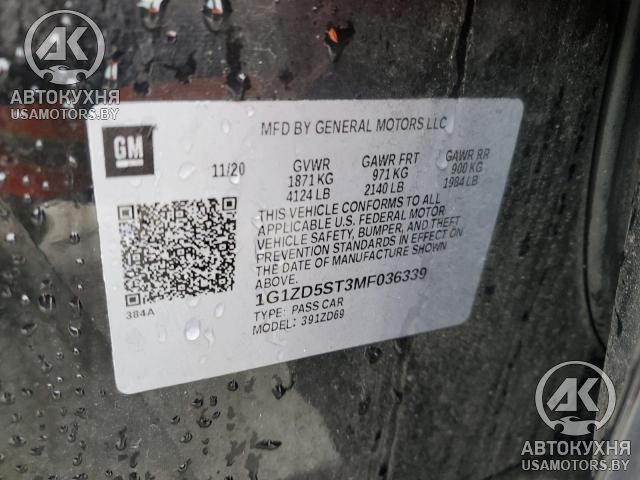 АК
АВТОКУХНЯ
USAMOTORS.BY
GM
MFD BY GENERAL MOTORS LLC
11/20 GVWR GAWR FRT GAWR RR
1871 KG 971 KG 900 KG
4124 LB 2140 LB 1984 LB
THIS VEHICLE CONFORMS TO ALL
APPLICABLE U.S. FEDERAL MOTOR
VEHICLE SAFETY, BUMPER, AND THEFT
PREVENTION STANDARDS IN EFFECT ON
THE DATE OF MANUFACTURE SHOWN
ABOVE.
384A
1G1ZD5ST3MF036339
TYPE: PASS CAR
MODEL: 391ZD69
АК
АВТОКУХНЯ
USAMOTORS.BY